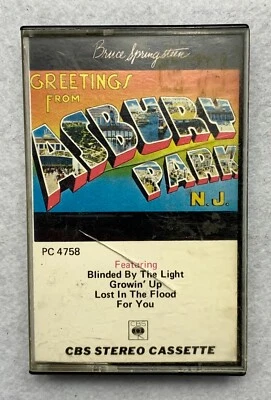 Bruce Springsteen
GREETINGS
FROM
ASBURY
PARK
N.J.
PC 4758
Featuring
Blinded By The Light
Growin' Up
Lost In The Flood
For You
CBS
CBS STEREO CASSETTE